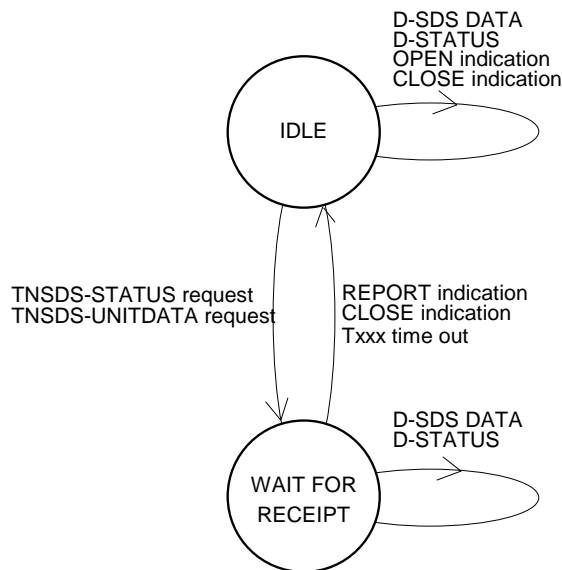 D-SDS DATA
D-STATUS
OPEN indication
CLOSE indication
IDLE
TNSDS-STATUS request
TNSDS-UNITDATA request
REPORT indication
CLOSE indication
Txxx time out
D-SDS DATA
D-STATUS
WAIT FOR
RECEIPT